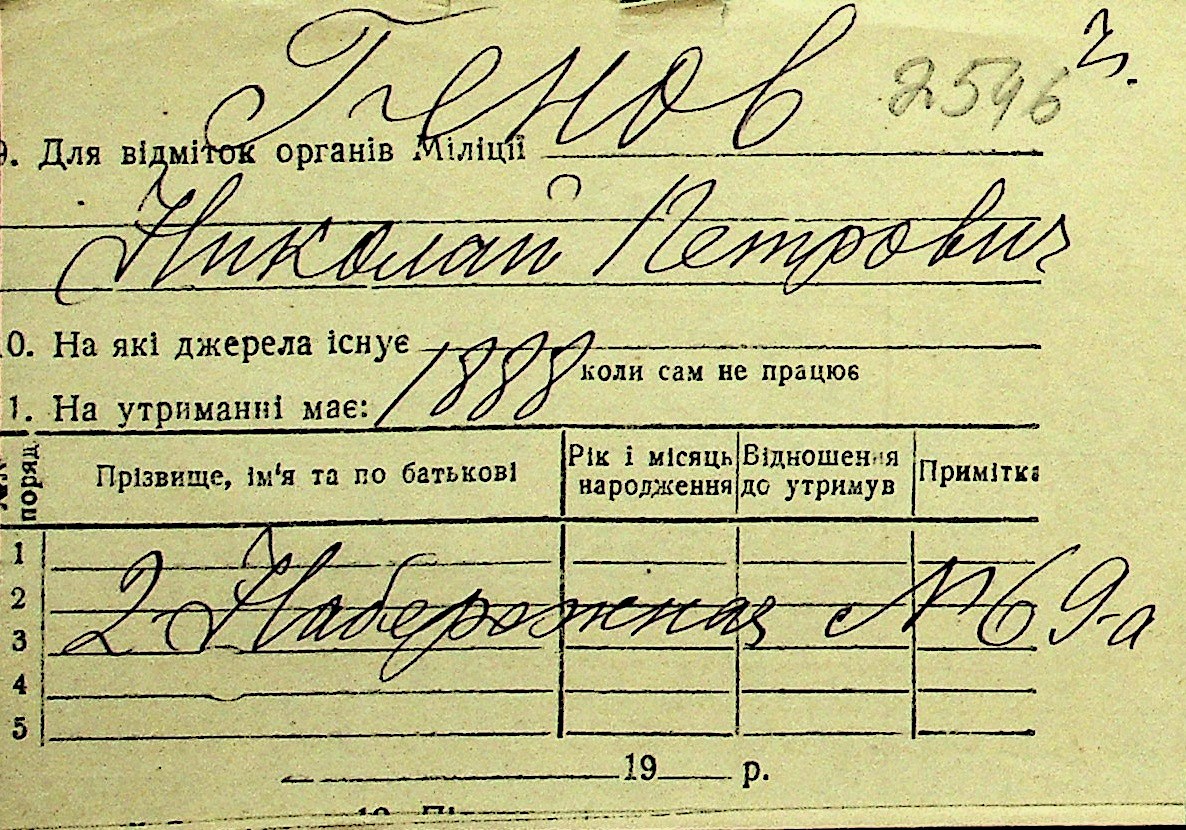 Генов 2546
9. Для відміток органів Міліції
Николай Петрович
10. На які джерела існує
коли сам не працює
1888
11. На утриманні має:
№№ поряд
Прізвище, ім'я та по батькові
Рік і місяць народження
Відношення до утримув
Примітка
1
2
2 Набережная № 69-а
3
4
5
19 р.